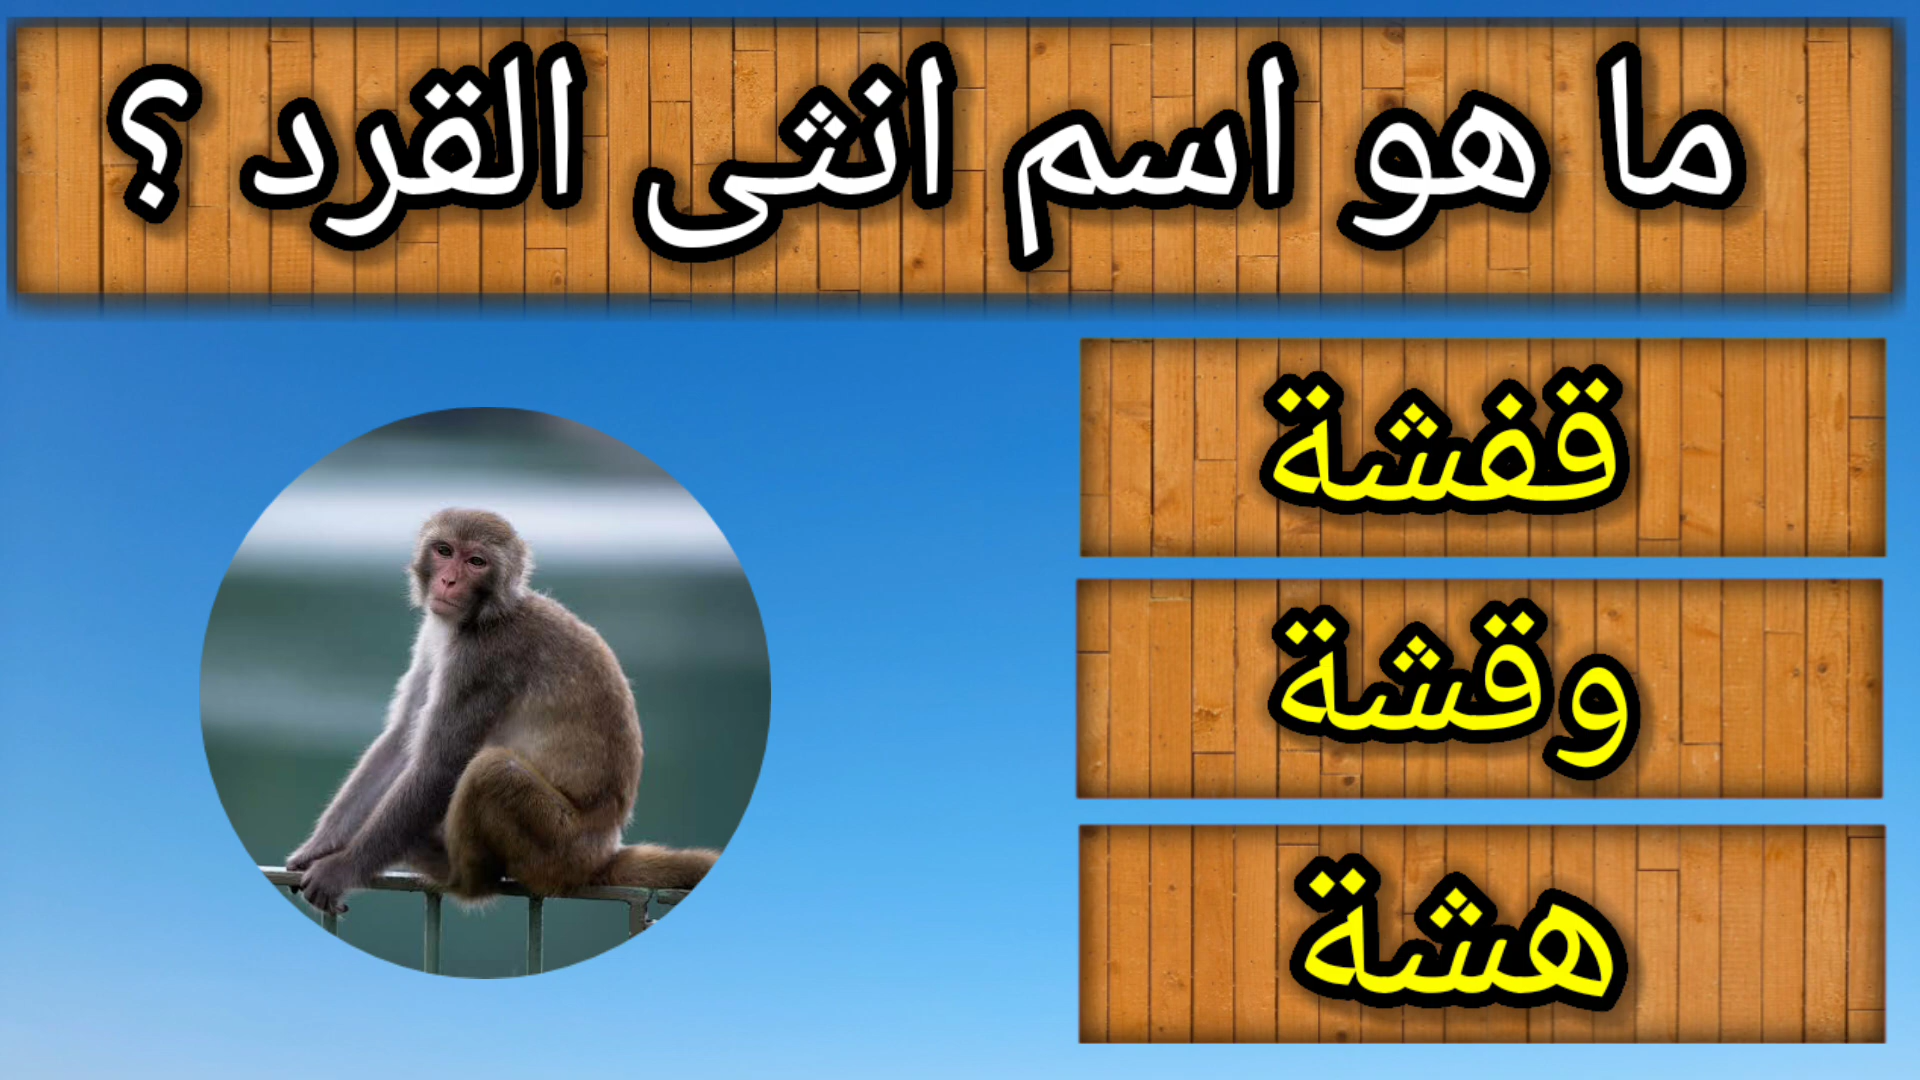 ما هو اسم انثى القرد ؟
قفشة
وقشة
هشة